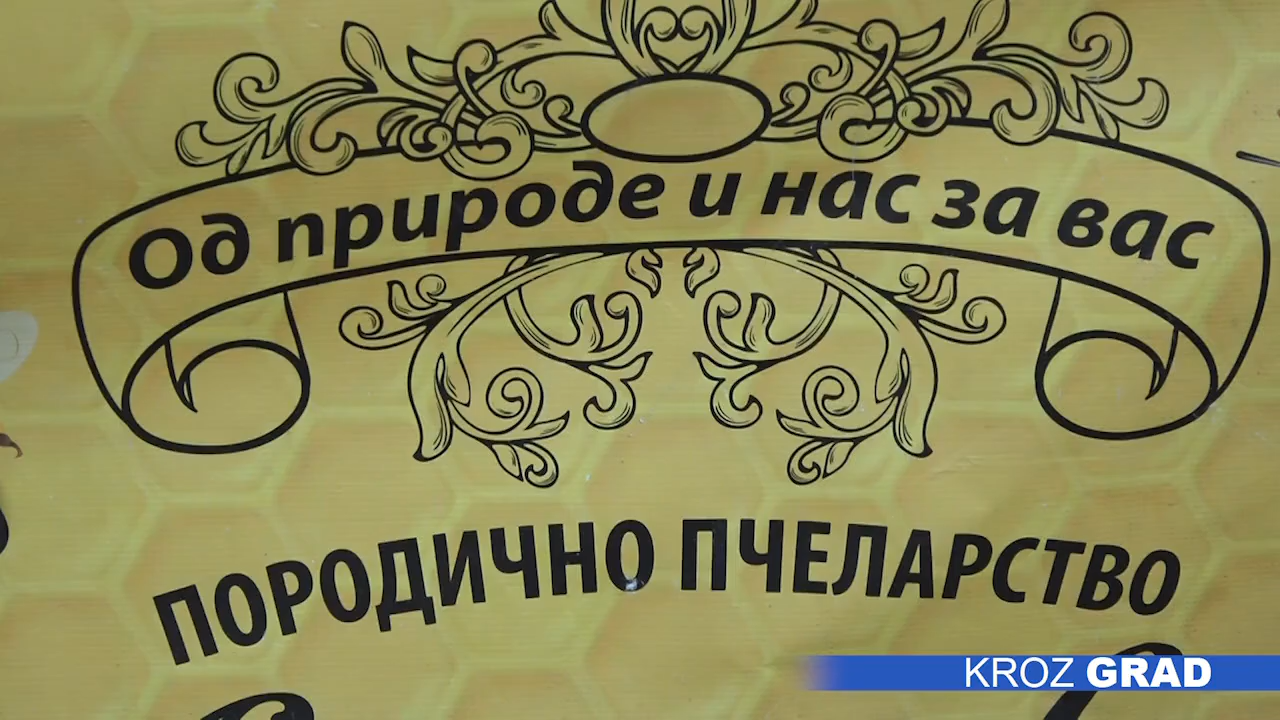 Од природе и нас за вас
ПОРОДИЧНО ПЧЕЛАРСТВО
KROZ GRAD